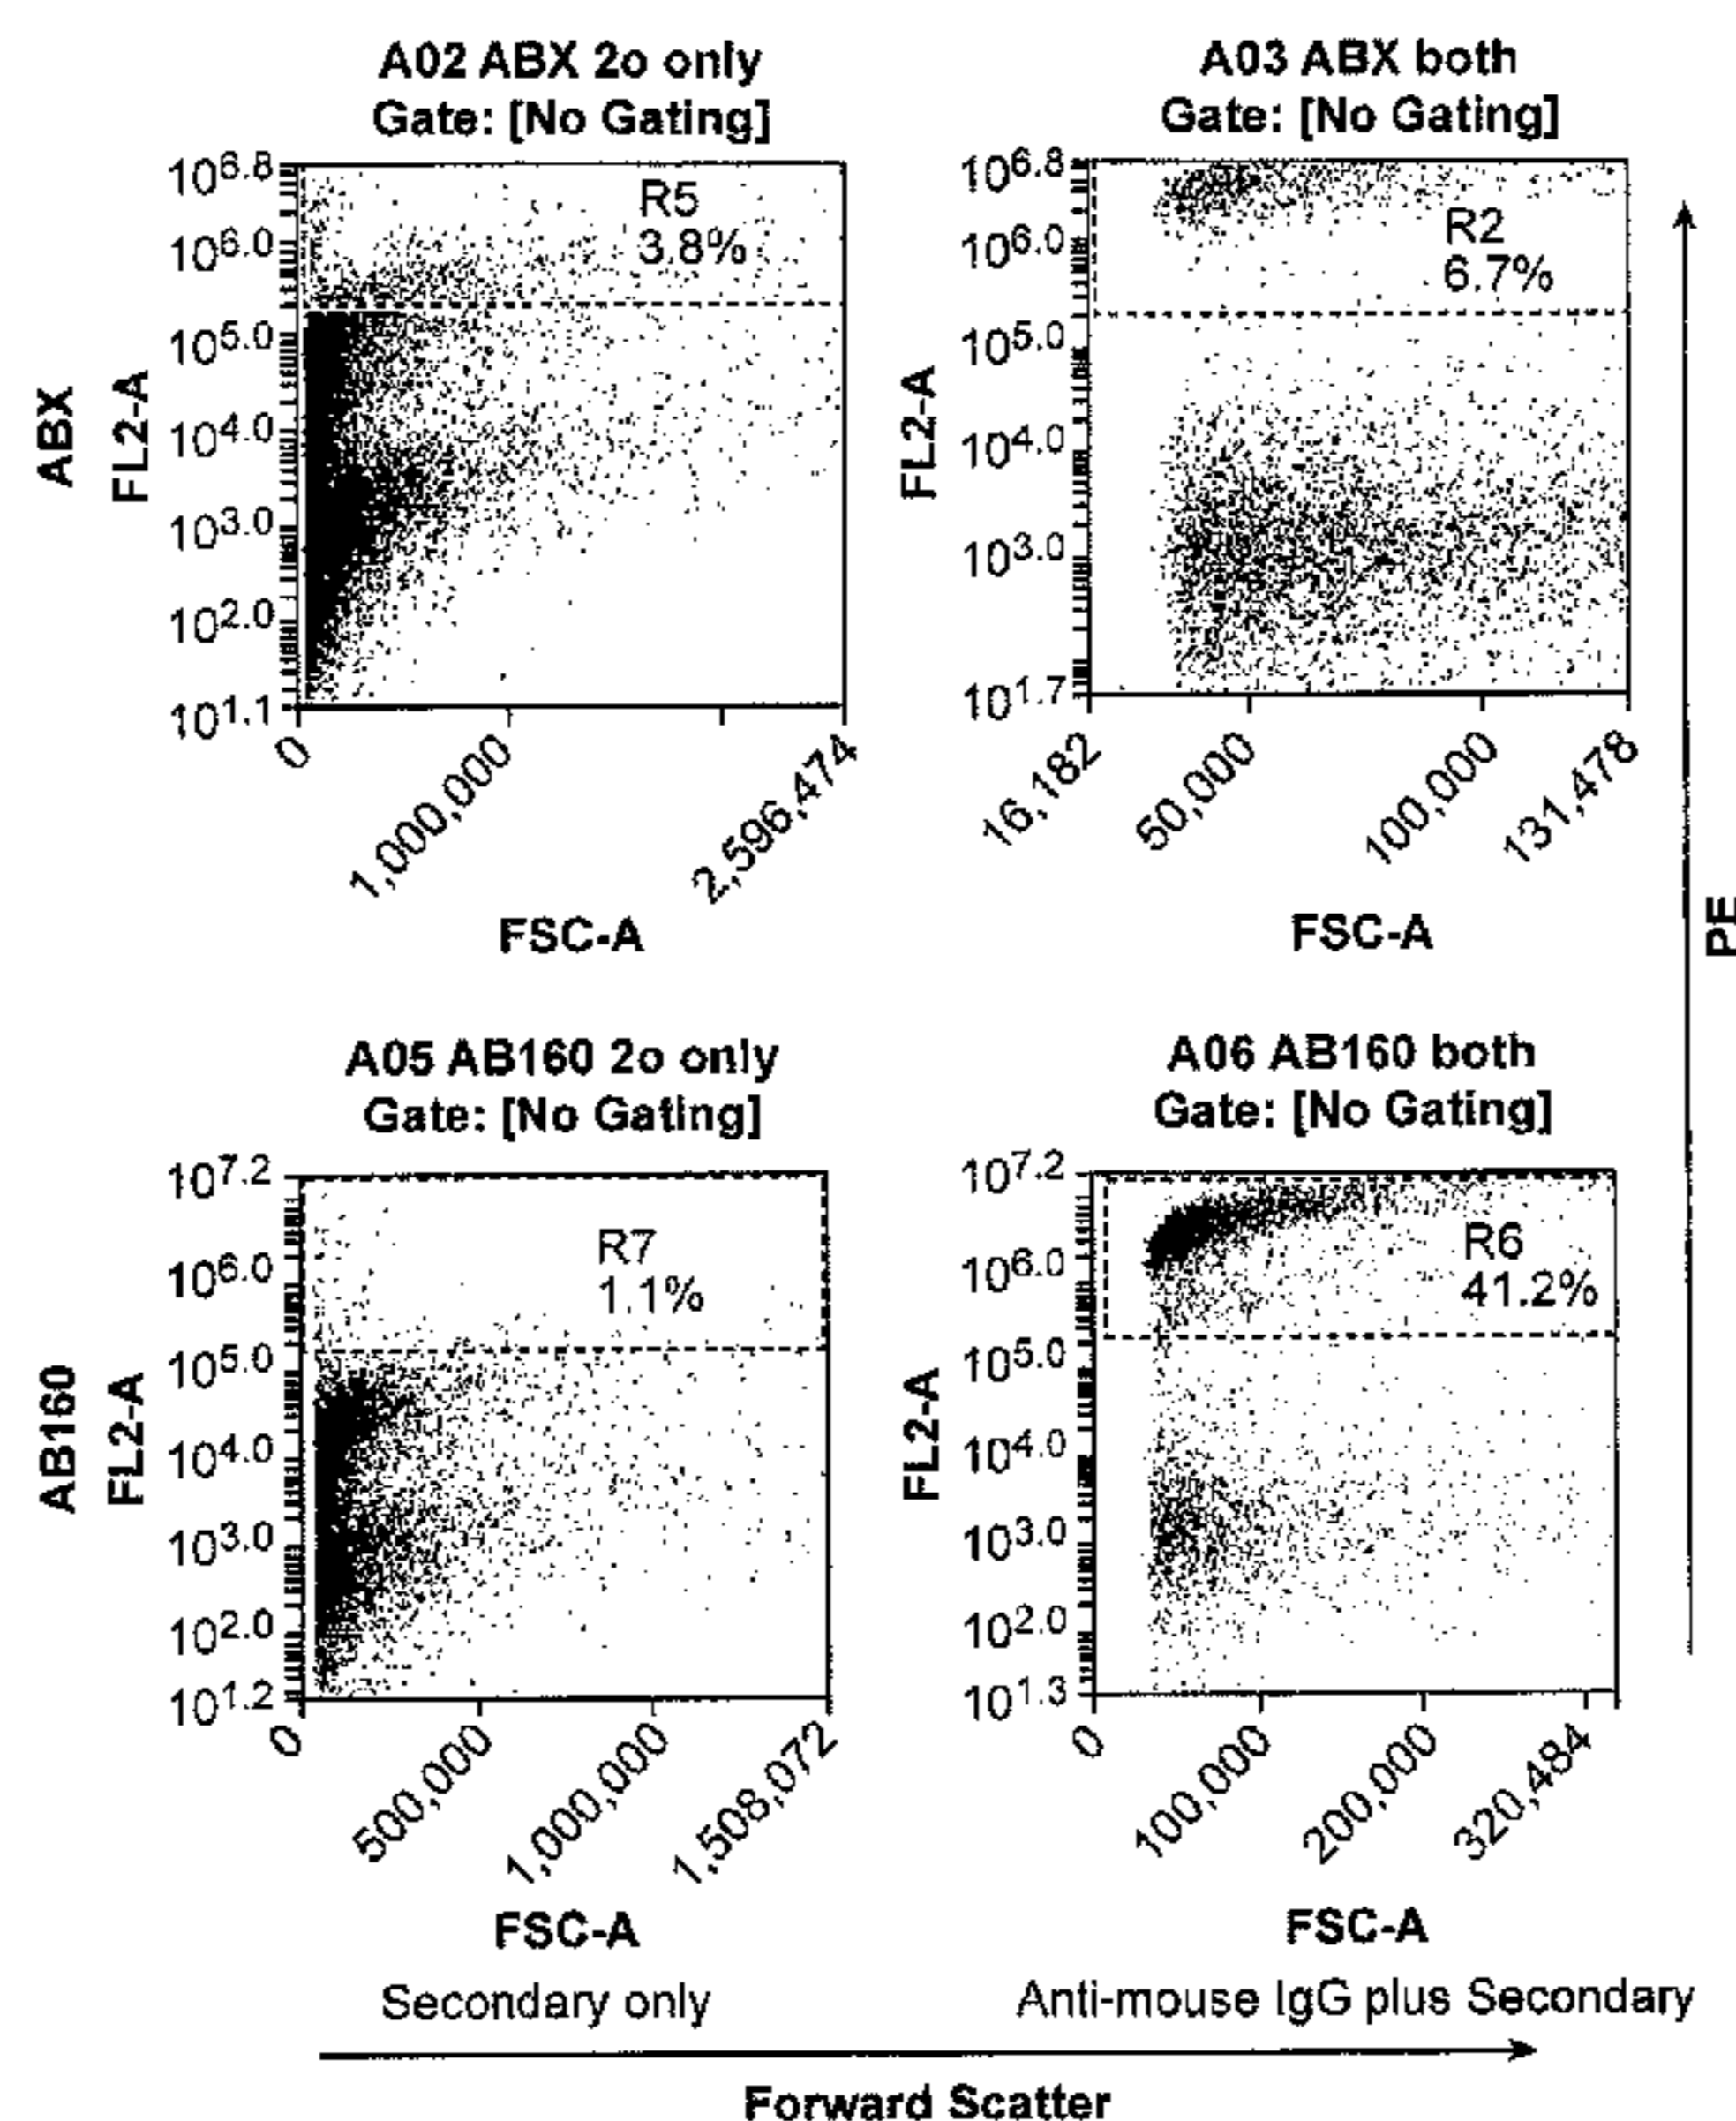 A02 ABX 2o only
Gate: [No Gating]
R5
3.8%
10^6.8
10^6.0
10^5.0
10^4.0
10^3.0
10^2.0
10^1.1
ABX
FL2-A
0
1,000,000
2,596,474
FSC-A
A03 ABX both
Gate: [No Gating]
R2
6.7%
10^6.8
10^6.0
10^5.0
10^4.0
10^3.0
10^1.7
FL2-A
16,182
50,000
100,000
131,478
FSC-A
PE
A05 AB160 2o only
Gate: [No Gating]
R7
1.1%
10^7.2
10^6.0
10^5.0
10^4.0
10^3.0
10^2.0
10^1.2
AB160
FL2-A
0
500,000
1,000,000
1,508,072
FSC-A
A06 AB160 both
Gate: [No Gating]
R6
41.2%
10^7.2
10^6.0
10^5.0
10^4.0
10^3.0
10^2.0
10^1.3
FL2-A
0
100,000
200,000
320,484
FSC-A
Secondary only
Anti-mouse IgG plus Secondary
Forward Scatter